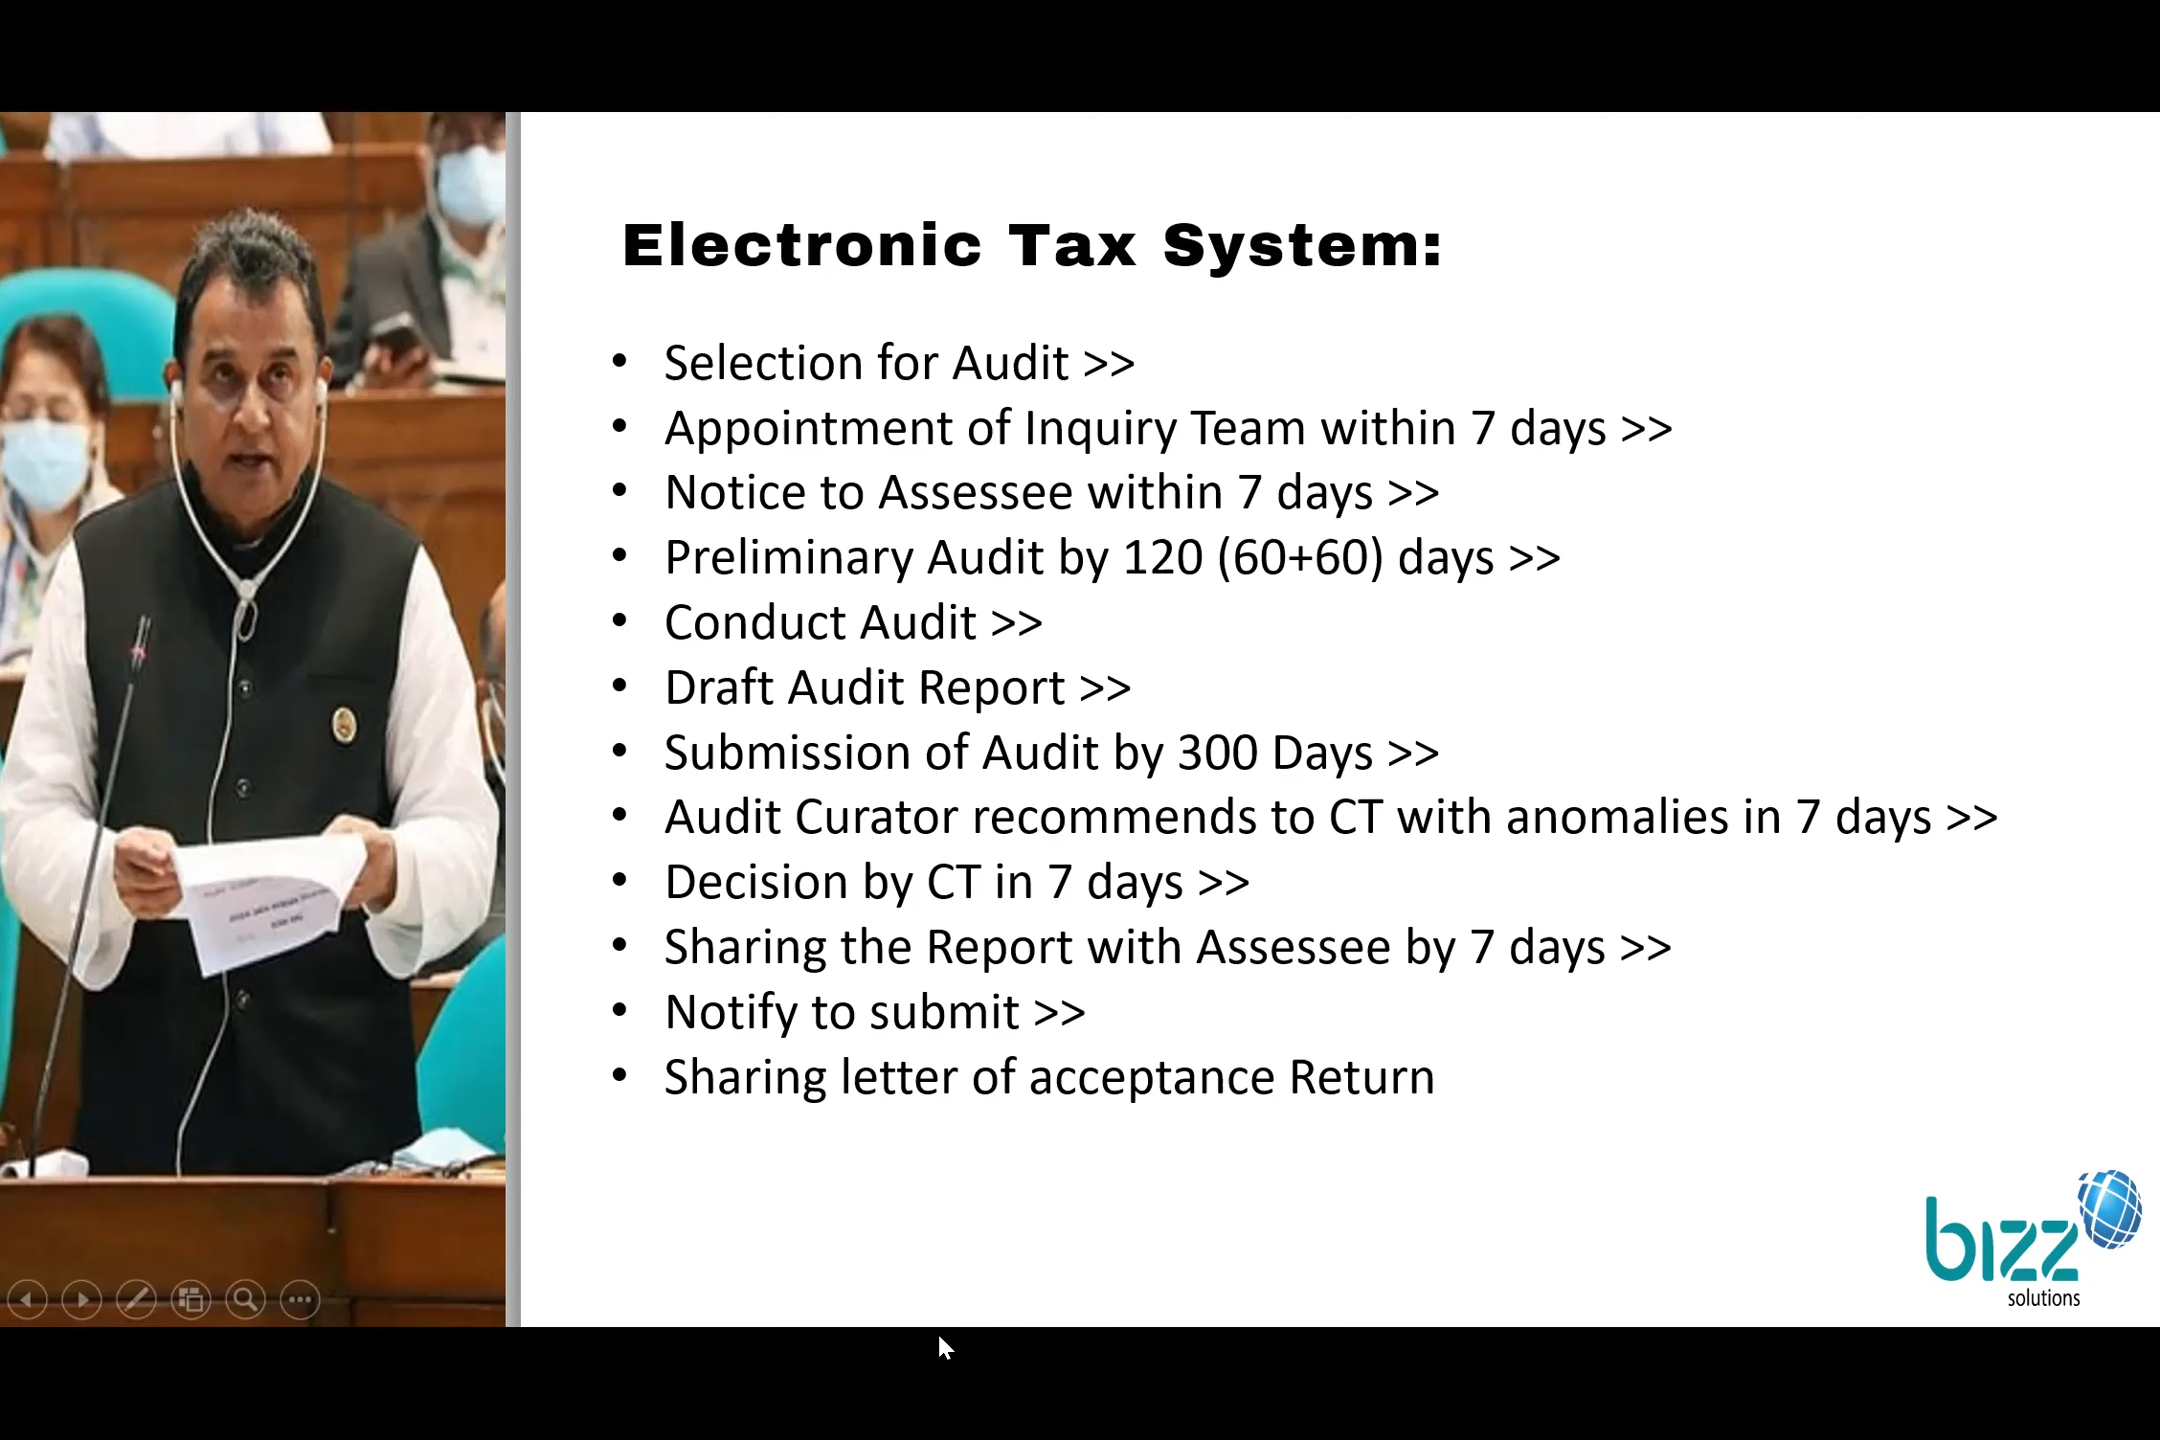 Electronic Tax System:
• Selection for Audit >>
• Appointment of Inquiry Team within 7 days >>
• Notice to Assessee within 7 days >>
• Preliminary Audit by 120 (60+60) days >>
• Conduct Audit >>
• Draft Audit Report >>
• Submission of Audit by 300 Days >>
• Audit Curator recommends to CT with anomalies in 7 days >>
• Decision by CT in 7 days >>
• Sharing the Report with Assessee by 7 days >>
• Notify to submit >>
• Sharing letter of acceptance Return
bizz
solutions